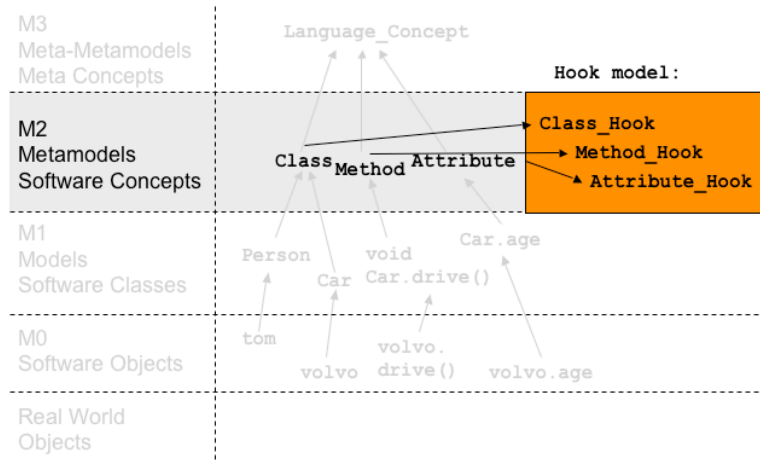 M3
Meta-Metamodels
Meta Concepts
Language_Concept
Hook model:
M2
Metamodels
Software Concepts
Class
Method
Attribute
Class_Hook
Method_Hook
Attribute_Hook
M1
Models
Software Classes
Person
Car
void
Car.drive()
Car.age
M0
Software Objects
tom
volvo
volvo.
drive()
volvo.age
Real World
Objects